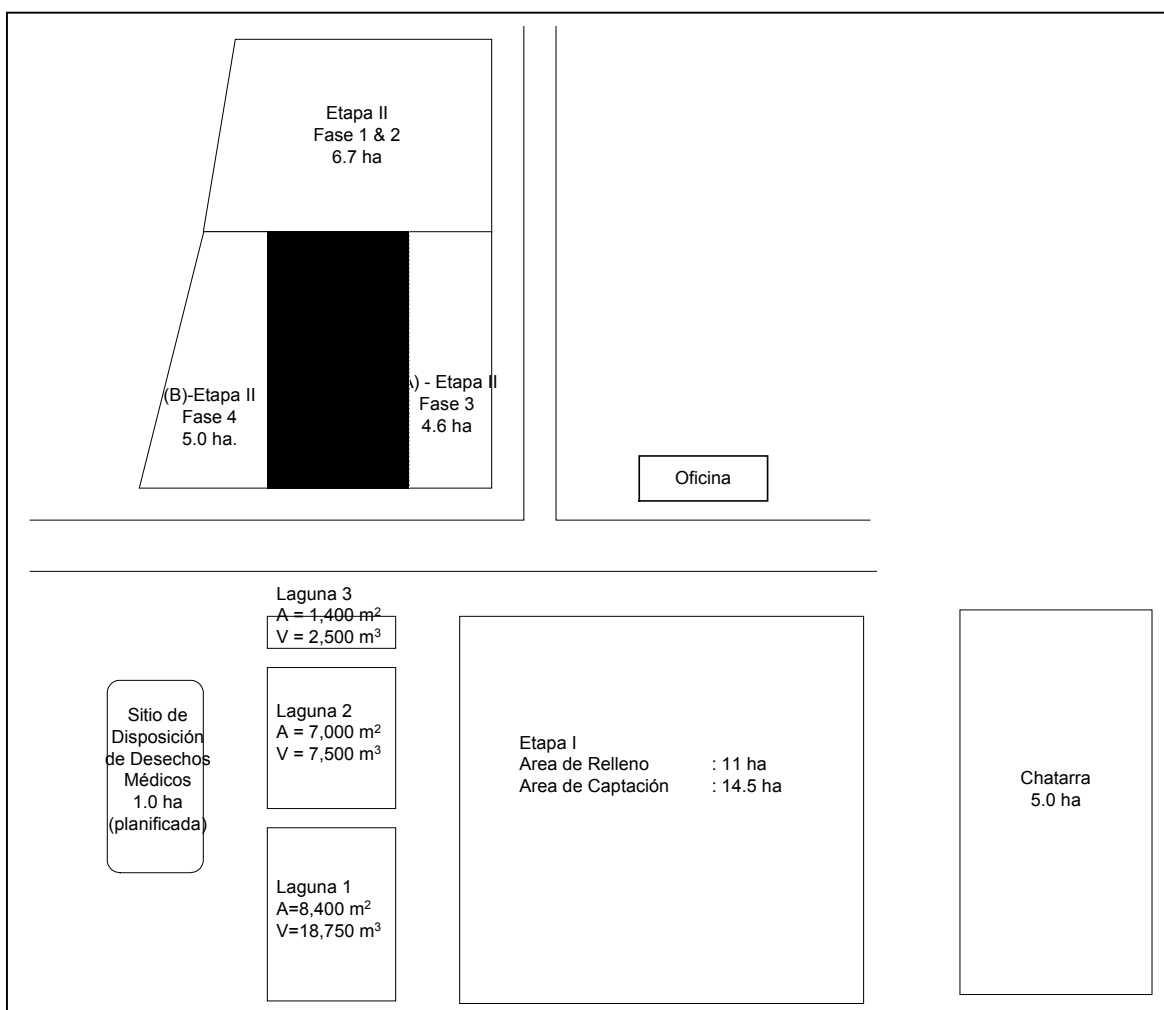 Etapa II
Fase 1 & 2
6.7 ha
(B)-Etapa II
Fase 4
5.0 ha.
) - Etapa II
Fase 3
4.6 ha
Oficina
Laguna 3
A = 1,400 m²
V = 2,500 m³
Laguna 2
A = 7,000 m²
V = 7,500 m³
Laguna 1
A=8,400 m²
V=18,750 m³
Sitio de
Disposición
de Desechos
Médicos
1.0 ha
(planificada)
Etapa I
Area de Relleno : 11 ha
Area de Captación : 14.5 ha
Chatarra
5.0 ha